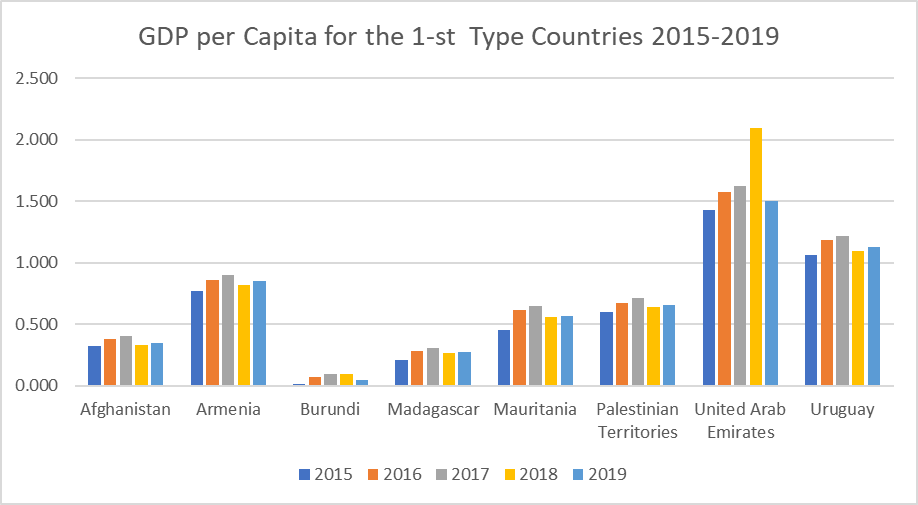 GDP per Capita for the 1-st  Type Countries 2015-2019
2.500
2.000
1.500
1.000
0.500
0.000
Afghanistan
Armenia
Burundi
Madagascar
Mauritania
Palestinian
Territories
United Arab
Emirates
Uruguay
2015 2016 2017 2018 2019